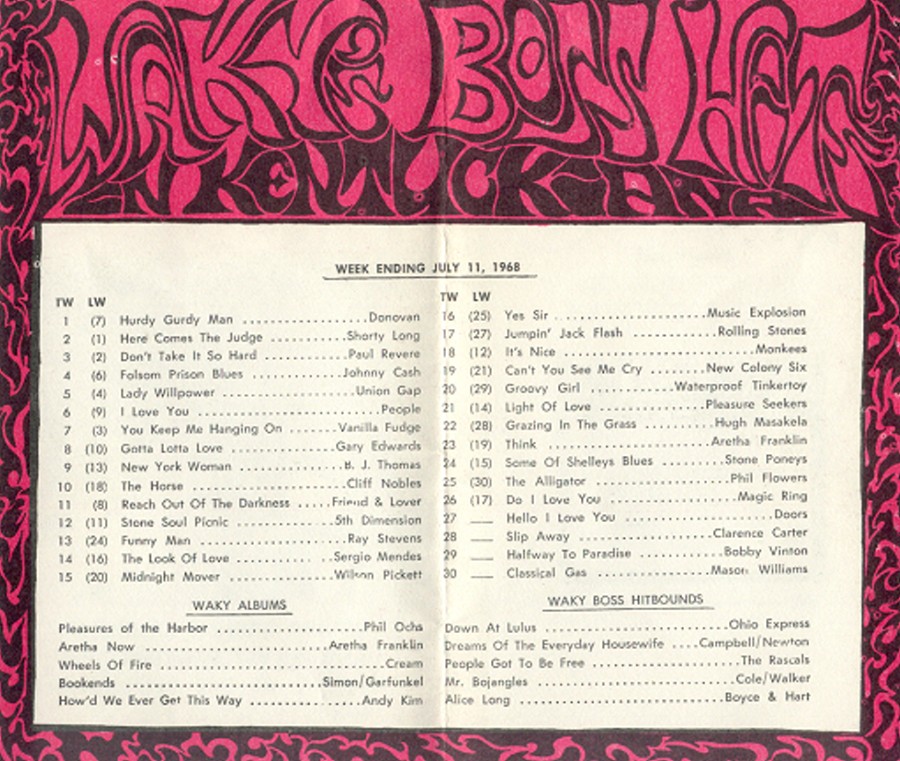 WAKY BOSS HITS
IN KENTUCKIANA
WEEK ENDING JULY 11, 1968
TW LW
1 (7) Hurdy Gurdy Man ..................Donovan
2 (1) Here Comes The Judge ...........Shorty Long
3 (2) Don't Take It So Hard ............Paul Revere
4 (6) Folsom Prison Blues ..............Johnny Cash
5 (4) Lady Willpower ...................Union Gap
6 (9) I Love You .........................People
7 (3) You Keep Me Hanging On .......Vanilla Fudge
8 (10) Gotta Lotta Love ................Gary Edwards
9 (13) New York Woman ...............B. J. Thomas
10 (18) The Horse ......................Cliff Nobles
11 (8) Reach Out Of The Darkness .....Friend & Lover
12 (11) Stone Soul Picnic ..............5th Dimension
13 (24) Funny Man .....................Ray Stevens
14 (16) The Look Of Love ..............Sergio Mendes
15 (20) Midnight Mover ...............Wilson Pickett
WAKY ALBUMS
Pleasures of the Harbor ....................Phil Ochs
Aretha Now .........................Aretha Franklin
Wheels Of Fire ...............................Cream
Bookends .........................Simon/Garfunkel
How'd We Ever Get This Way ..............Andy Kim
TW LW
16 (25) Yes Sir ......................Music Explosion
17 (27) Jumpin' Jack Flash ............Rolling Stones
18 (12) It's Nice .........................Monkees
19 (21) Can't You See Me Cry ........New Colony Six
20 (29) Groovy Girl ...........Waterproof Tinkertoy
21 (14) Light Of Love ...............Pleasure Seekers
22 (28) Grazing In The Grass .........Hugh Masakela
23 (19) Think ......................Aretha Franklin
24 (15) Some Of Shelleys Blues .........Stone Poneys
25 (30) The Alligator ...................Phil Flowers
26 (17) Do I Love You ..................Magic Ring
27 __ Hello I Love You ....................Doors
28 __ Slip Away ...................Clarence Carter
29 __ Halfway To Paradise ............Bobby Vinton
30 __ Classical Gas ................Mason Williams
WAKY BOSS HITBOUNDS
Down At Lulus ..........................Ohio Express
Dreams Of The Everyday Housewife ....Campbell/Newton
People Got To Be Free .....................The Rascals
Mr. Bojangles ............................Cole/Walker
Alice Long .............................Boyce & Hart